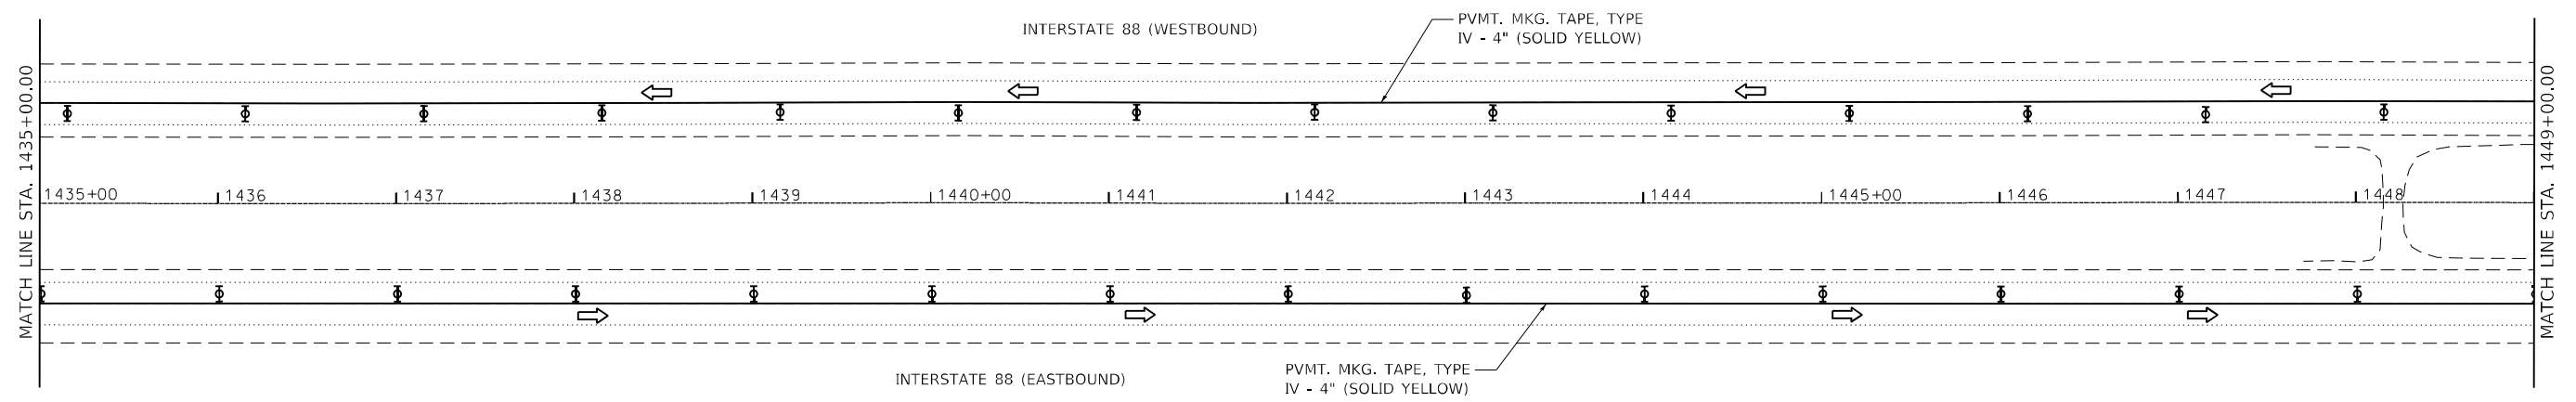 INTERSTATE 88 (WESTBOUND)
PVMT. MKG. TAPE, TYPE
IV - 4" (SOLID YELLOW)
MATCH LINE STA. 1435+00.00
1435+00
1436
1437
1438
1439
1440+00
1441
1442
1443
1444
1445+00
1446
1447
1448
MATCH LINE STA. 1449+00.00
INTERSTATE 88 (EASTBOUND)
PVMT. MKG. TAPE, TYPE
IV - 4" (SOLID YELLOW)